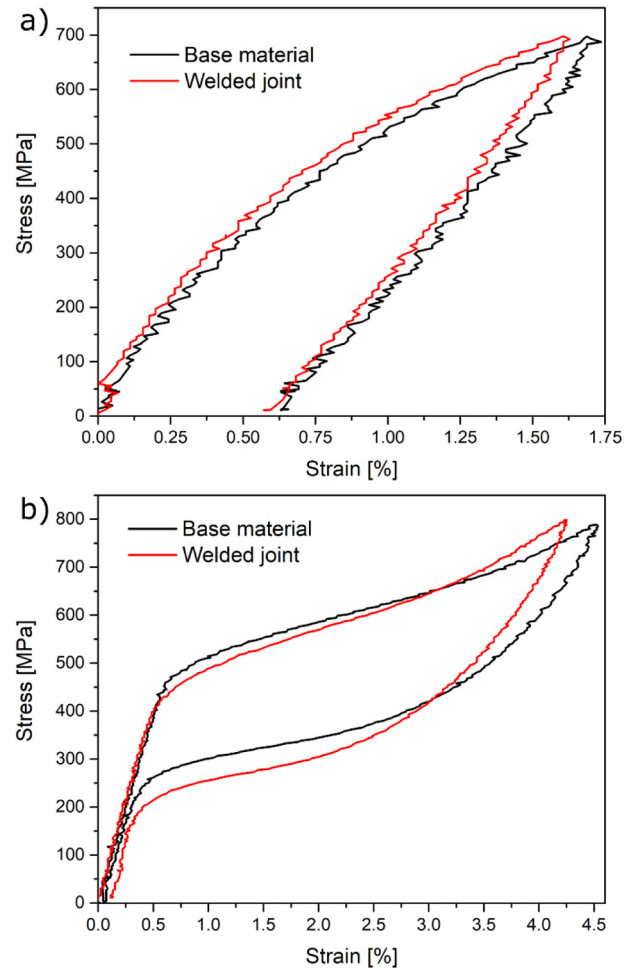 a)
Base material
Welded joint
Stress [MPa]
700
600
500
400
300
200
100
0
0.00 0.25 0.50 0.75 1.00 1.25 1.50 1.75
Strain [%]
b)
Base material
Welded joint
Stress [MPa]
800
700
600
500
400
300
200
100
0
0.0 0.5 1.0 1.5 2.0 2.5 3.0 3.5 4.0 4.5
Strain [%]